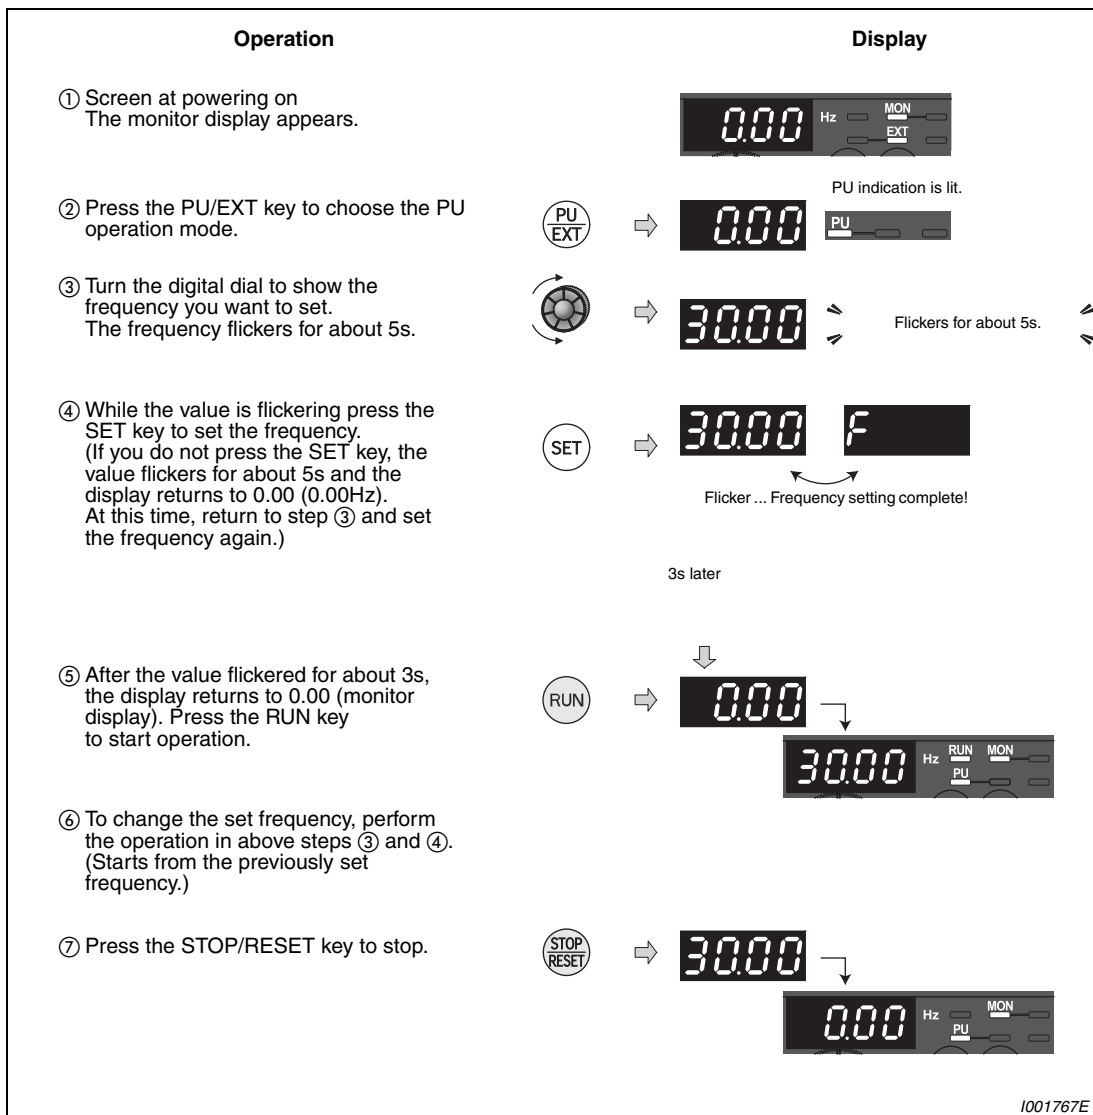 Operation
Display
① Screen at powering on
The monitor display appears.
0.00 Hz MON
EXT
② Press the PU/EXT key to choose the PU
operation mode.
PU
EXT
0.00
PU indication is lit.
PU
③ Turn the digital dial to show the
frequency you want to set.
The frequency flickers for about 5s.
30.00
Flickers for about 5s.
④ While the value is flickering press the
SET key to set the frequency.
(If you do not press the SET key, the
value flickers for about 5s and the
display returns to 0.00 (0.00Hz).
At this time, return to step ③ and set
the frequency again.)
SET
30.00 F
Flicker ... Frequency setting complete!
3s later
⑤ After the value flickered for about 3s,
the display returns to 0.00 (monitor
display). Press the RUN key
to start operation.
RUN
0.00
30.00 Hz RUN MON
PU
⑥ To change the set frequency, perform
the operation in above steps ③ and ④.
(Starts from the previously set
frequency.)
⑦ Press the STOP/RESET key to stop.
STOP
RESET
30.00
0.00 Hz MON
PU
I001767E